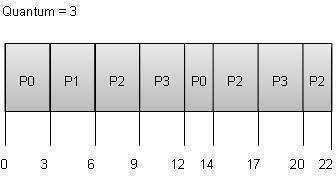 Quantum = 3
P0 P1 P2 P3 P0 P2 P3 P2
0 3 6 9 12 14 17 20 22